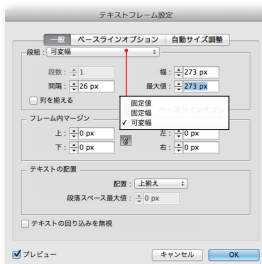 テキストフレーム設定
一般 ベースラインオプション 自動サイズ調整
段組： 可変幅
段数： 1 幅： 273 px
間隔： 26 px 最大値： 273 px
列を揃える
固定値
固定幅
✓ 可変幅
フレーム内マージン
上： 0 px 左： 0 px
下： 0 px 右： 0 px
テキストの配置
配置： 上揃え
段落スペース最大値： 0 px
テキストの回り込みを無視
プレビュー キャンセル OK